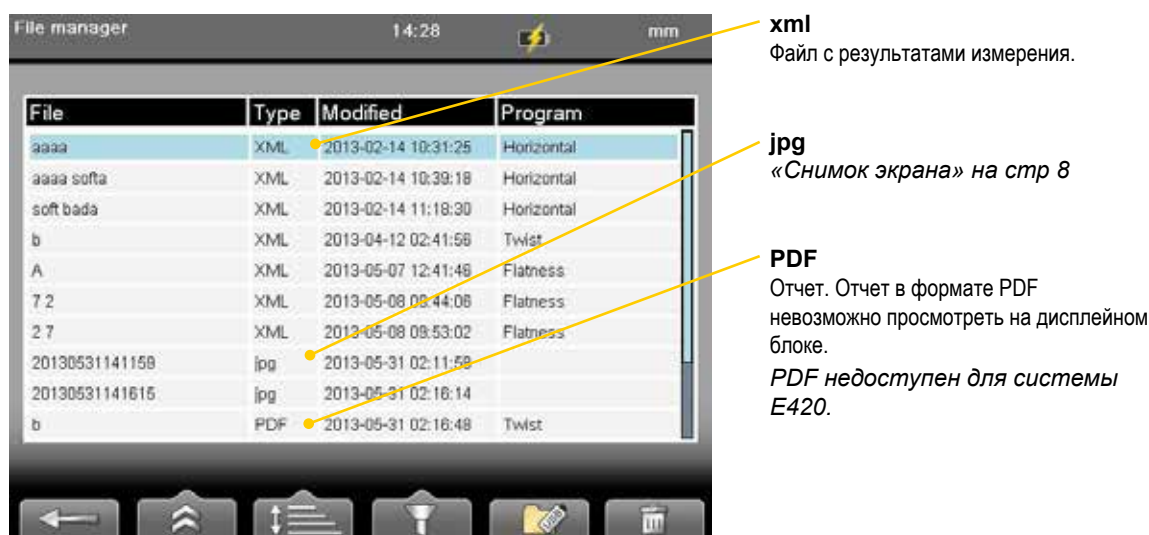 File manager 14:28 mm
File Type Modified Program
aaaa XML 2013-02-14 10:31:25 Horizontal
aaaa softa XML 2013-02-14 10:39:18 Horizontal
soft bada XML 2013-02-14 11:18:30 Horizontal
b XML 2013-04-12 02:41:56 Twist
A XML 2013-05-07 12:41:46 Flatness
7 2 XML 2013-05-08 09:44:06 Flatness
2 7 XML 2013-05-08 09:53:02 Flatness
20130531141159 jpg 2013-05-31 02:11:58
20130531141615 jpg 2013-05-31 02:16:14
b PDF 2013-05-31 02:16:48 Twist
xml
Файл с результатами измерения.
jpg
«Снимок экрана» на стр 8
PDF
Отчет. Отчет в формате PDF
невозможно просмотреть на дисплейном
блоке.
PDF недоступен для системы
E420.